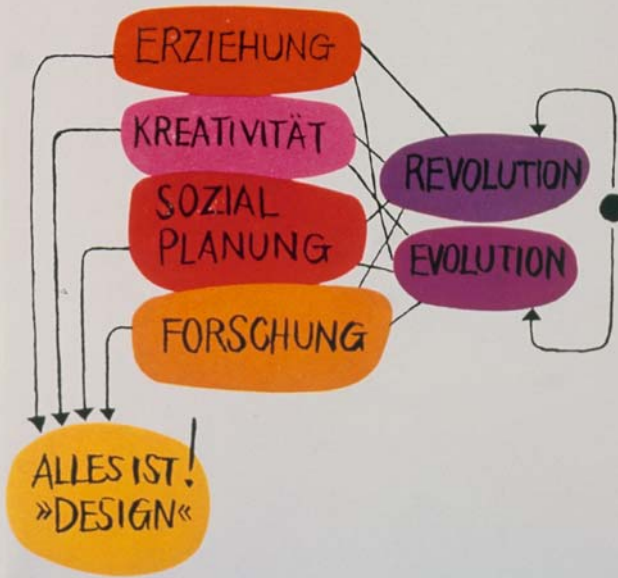 ERZIEHUNG
KREATIVITÄT
SOZIAL
PLANUNG
FORSCHUNG
REVOLUTION
EVOLUTION
ALLES IST!
»DESIGN«